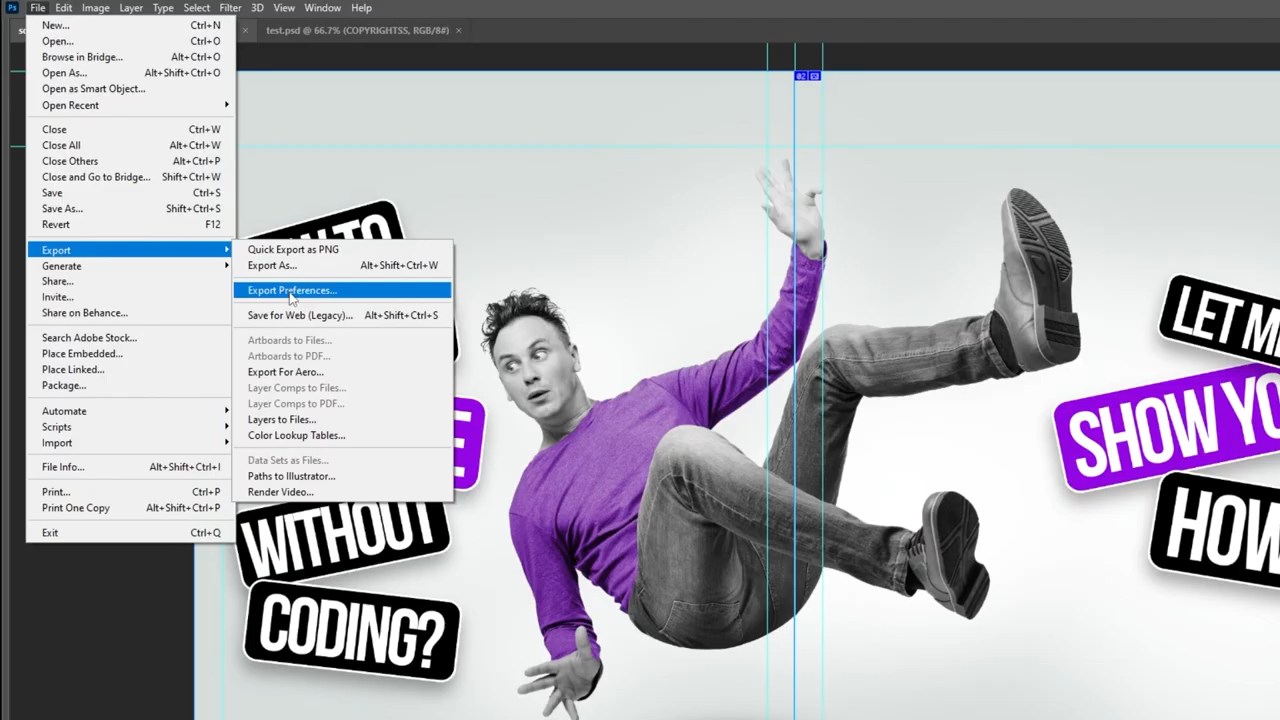 Ps File Edit Image Layer Type Select Filter 3D View Window Help
test.psd @ 66.7% (COPYRIGHTSS, RGB/8#) ×
New... Ctrl+N
Open... Ctrl+O
Browse in Bridge... Alt+Ctrl+O
Open As... Alt+Shift+Ctrl+O
Open as Smart Object...
Open Recent
Close Ctrl+W
Close All Alt+Ctrl+W
Close Others Alt+Ctrl+P
Close and Go to Bridge... Shift+Ctrl+W
Save Ctrl+S
Save As... Shift+Ctrl+S
Revert F12
Export
Generate
Share...
Invite...
Share on Behance...
Search Adobe Stock...
Place Embedded...
Place Linked...
Package...
Automate
Scripts
Import
File Info... Alt+Shift+Ctrl+I
Print... Ctrl+P
Print One Copy Alt+Shift+Ctrl+P
Exit Ctrl+Q
Quick Export as PNG
Export As... Alt+Shift+Ctrl+W
Export Preferences...
Save for Web (Legacy)... Alt+Shift+Ctrl+S
Artboards to Files...
Artboards to PDF...
Export For Aero...
Layer Comps to Files...
Layer Comps to PDF...
Layers to Files...
Color Lookup Tables...
Data Sets as Files...
Paths to Illustrator...
Render Video...
02
WITHOUT
CODING?
LET M
SHOW YO
HOW